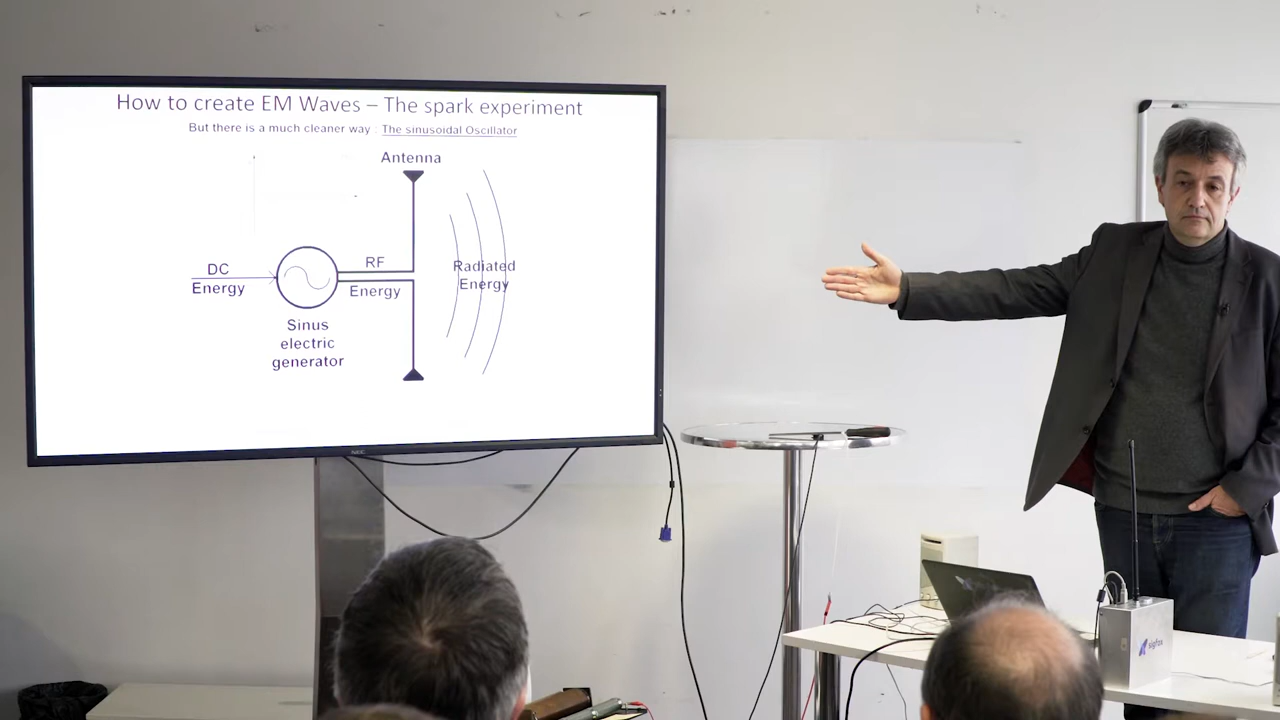 How to create EM Waves – The spark experiment
But there is a much cleaner way : The sinusoidal Oscillator
Antenna
DC
Energy
RF
Energy
Radiated
Energy
Sinus
electric
generator
NEC
sigfox